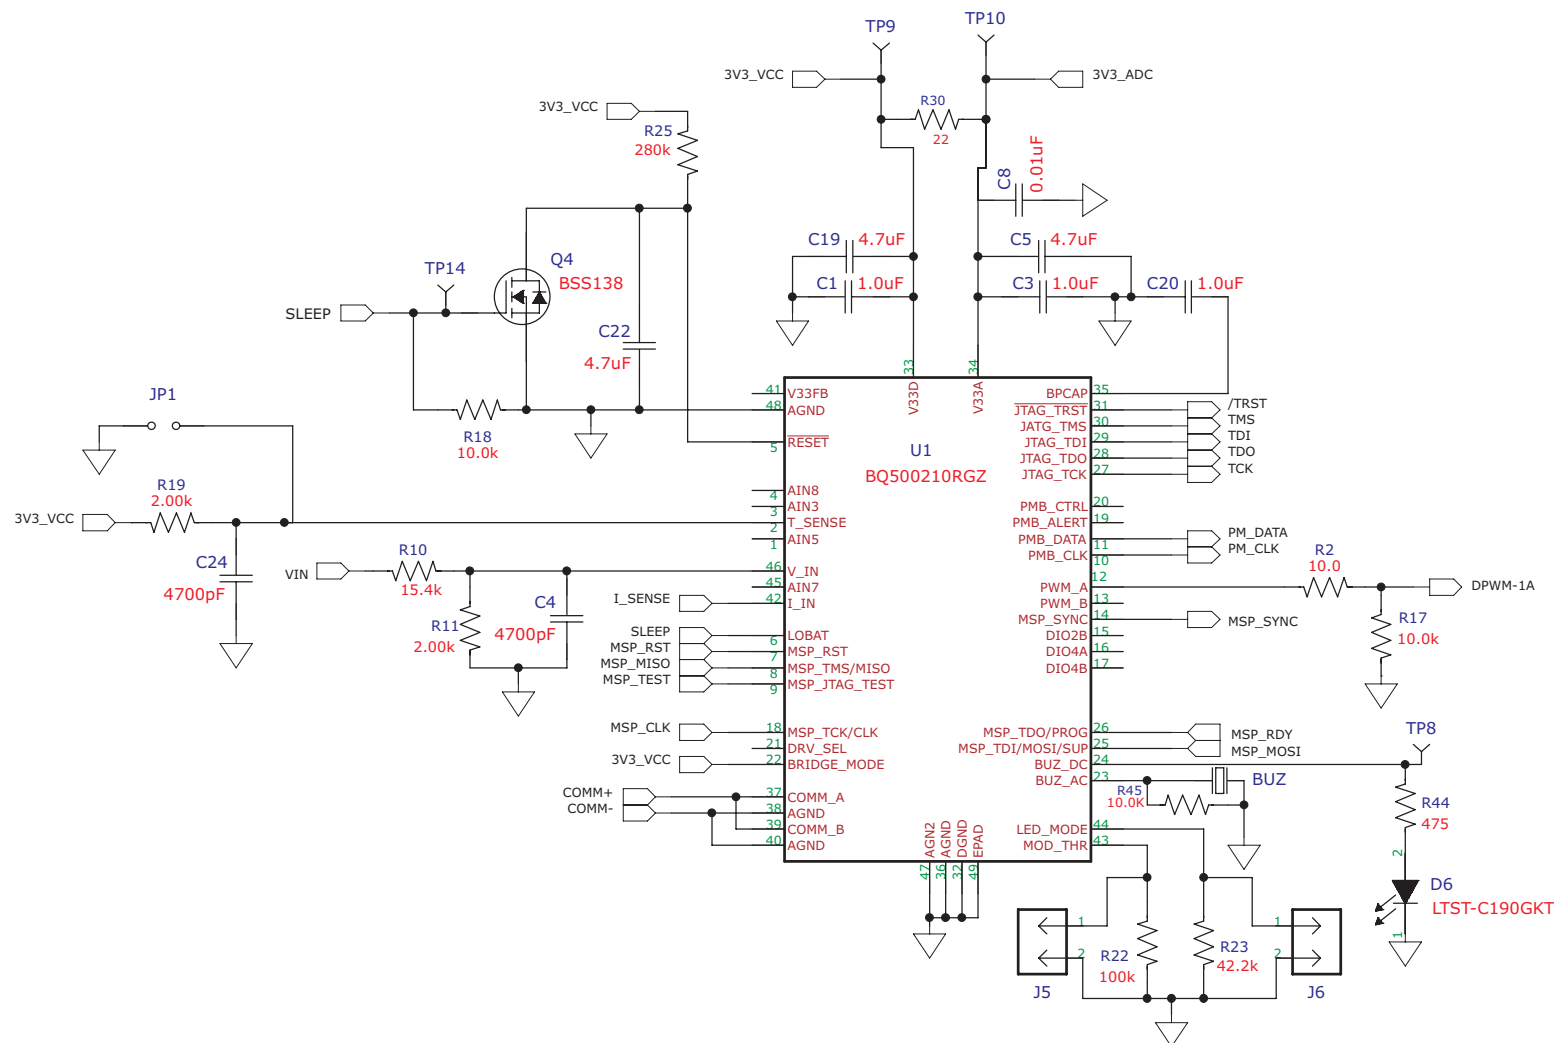 TP9
TP10
3V3_VCC
3V3_ADC
R30
22
3V3_VCC
R25
280k
C8
0.01uF
C19
4.7uF
C5
4.7uF
C1
1.0uF
C3
1.0uF
C20
1.0uF
TP14
Q4
BSS138
SLEEP
C22
4.7uF
R18
10.0k
JP1
R19
2.00k
3V3_VCC
C24
4700pF
VIN
R10
15.4k
R11
2.00k
C4
4700pF
I_SENSE
SLEEP
MSP_RST
MSP_MISO
MSP_TEST
MSP_CLK
3V3_VCC
COMM+
COMM-
33
34
V33D
V33A
U1
BQ500210RGZ
41 V33FB
48 AGND
5 RESET
4 AIN8
3 AIN3
2 T_SENSE
1 AIN5
46 V_IN
45 AIN7
42 I_IN
6 LOBAT
7 MSP_RST
8 MSP_TMS/MISO
9 MSP_JTAG_TEST
18 MSP_TCK/CLK
21 DRV_SEL
22 BRIDGE_MODE
37 COMM_A
38 AGND
39 COMM_B
40 AGND
BPCAP 35
JTAG_TRST 31 /TRST
JATG_TMS 30 TMS
JTAG_TDI 29 TDI
JTAG_TDO 28 TDO
JTAG_TCK 27 TCK
PMB_CTRL 20
PMB_ALERT 19
PMB_DATA 11 PM_DATA
PMB_CLK 10 PM_CLK
PWM_A 12
PWM_B 13
MSP_SYNC 14 MSP_SYNC
DIO2B 15
DIO4A 16
DIO4B 17
MSP_TDO/PROG 26 MSP_RDY
MSP_TDI/MOSI/SUP 25 MSP_MOSI
BUZ_DC 24
BUZ_AC 23
LED_MODE 44
MOD_THR 43
AGN2
AGND
DGND
EPAD
47
36
32
49
R2
10.0
DPWM-1A
R17
10.0k
TP8
BUZ
R45
10.0K
R44
475
2
D6
LTST-C190GKT
1
J5
1
2
R22
100k
R23
42.2k
1
2
J6